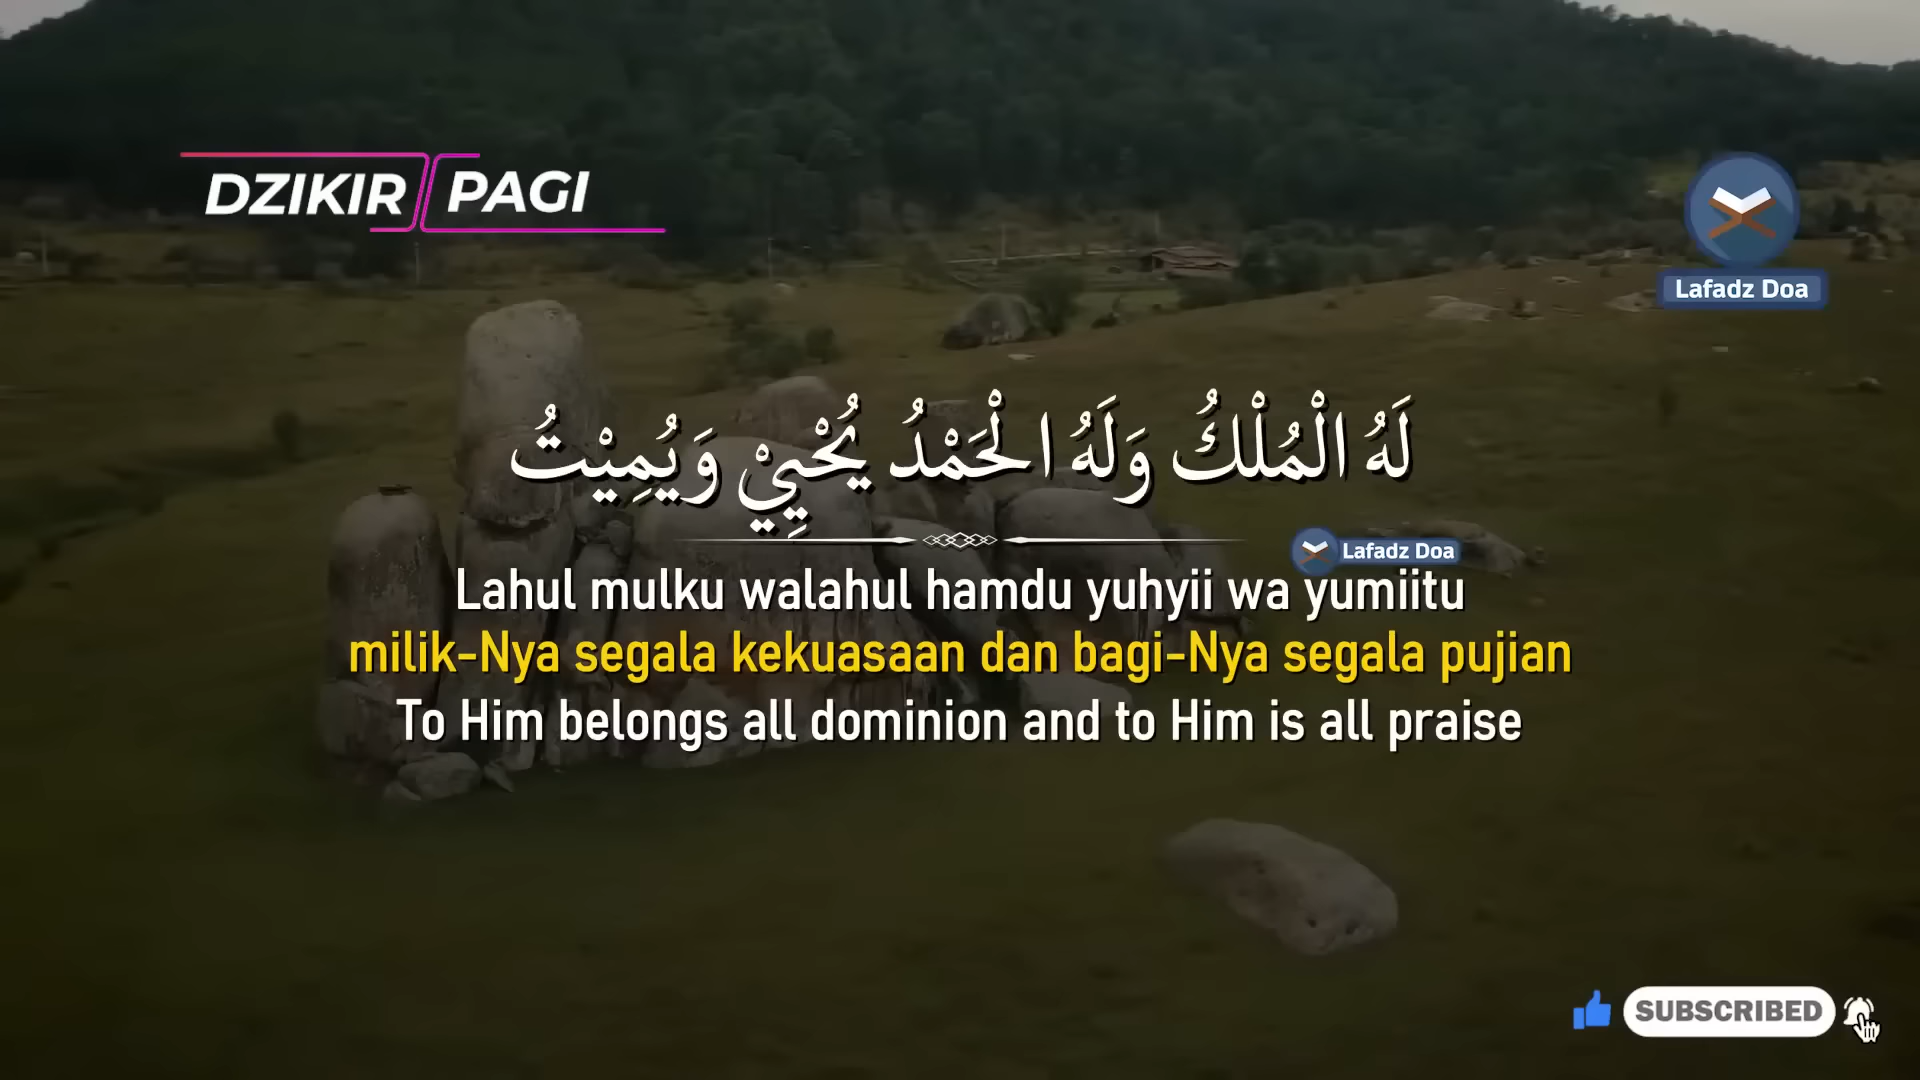 DZIKIR PAGI
Lafadz Doa
لَهُ الْمُلْكُ وَلَهُ الْحَمْدُ يُحْيِيْ وَيُمِيْتُ
Lafadz Doa
Lahul mulku walahul hamdu yuhyii wa yumiitu
milik-Nya segala kekuasaan dan bagi-Nya segala pujian
To Him belongs all dominion and to Him is all praise
SUBSCRIBED